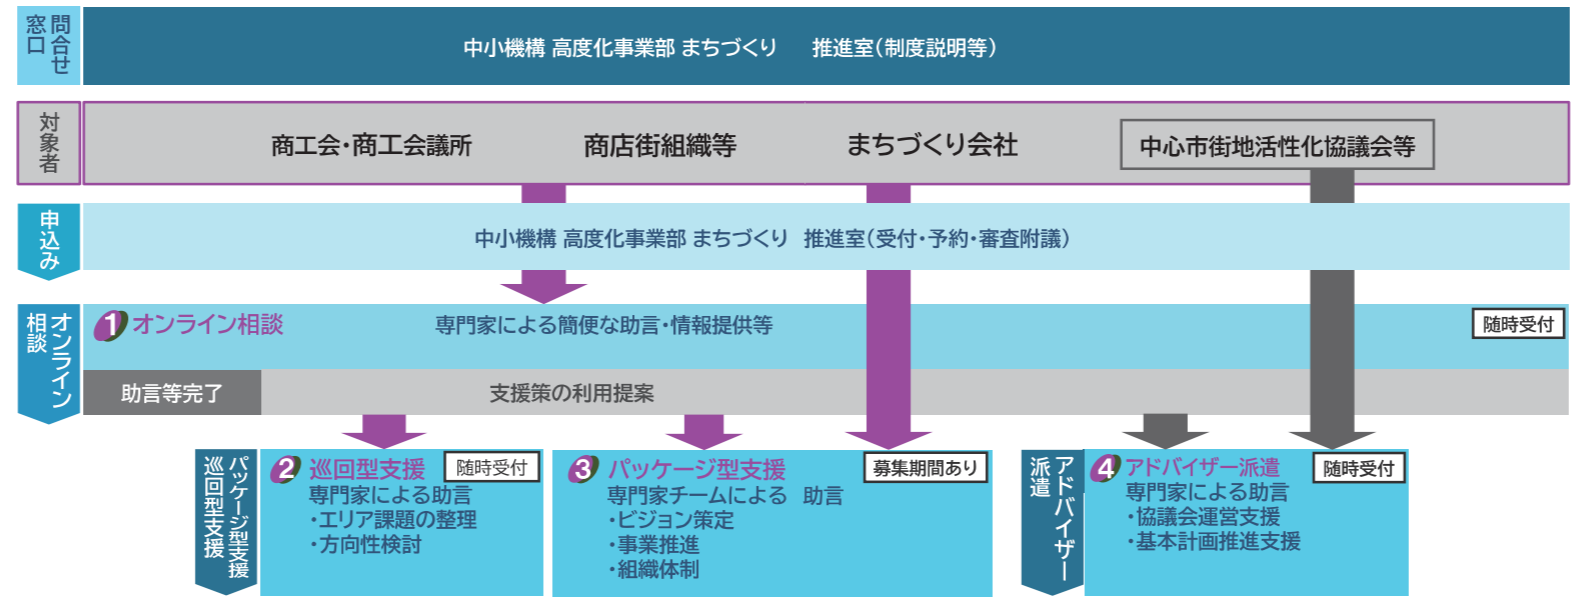 問合せ
窓口
中小機構 高度化事業部 まちづくり 推進室（制度説明等）
対象者
商工会・商工会議所
商店街組織等
まちづくり会社
中心市街地活性化協議会等
申込み
中小機構 高度化事業部 まちづくり 推進室（受付・予約・審査附議）
オンライン
相談
1 オンライン相談
専門家による簡便な助言・情報提供等
随時受付
助言等完了
支援策の利用提案
パッケージ型支援
巡回型支援
2 巡回型支援
随時受付
専門家による助言
・エリア課題の整理
・方向性検討
3 パッケージ型支援
募集期間あり
専門家チームによる 助言
・ビジョン策定
・事業推進
・組織体制
アドバイザー
派遣
4 アドバイザー派遣
随時受付
専門家による助言
・協議会運営支援
・基本計画推進支援